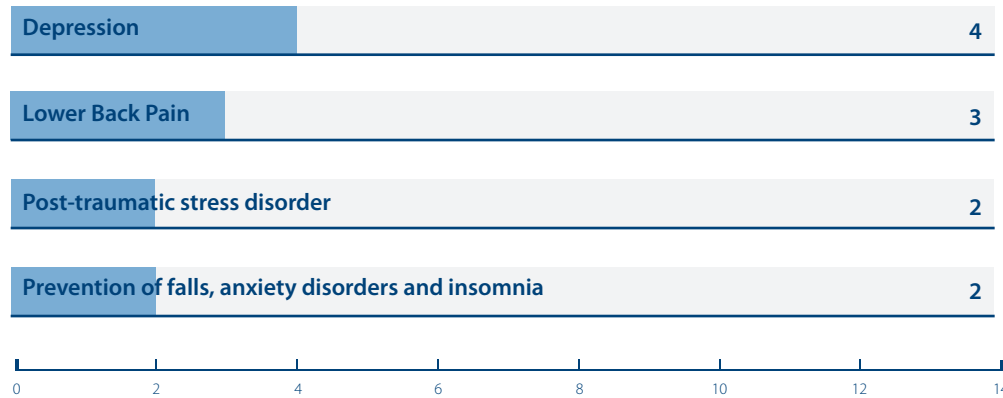 Depression 4
Lower Back Pain 3
Post-traumatic stress disorder 2
Prevention of falls, anxiety disorders and insomnia 2
0 2 4 6 8 10 12 14